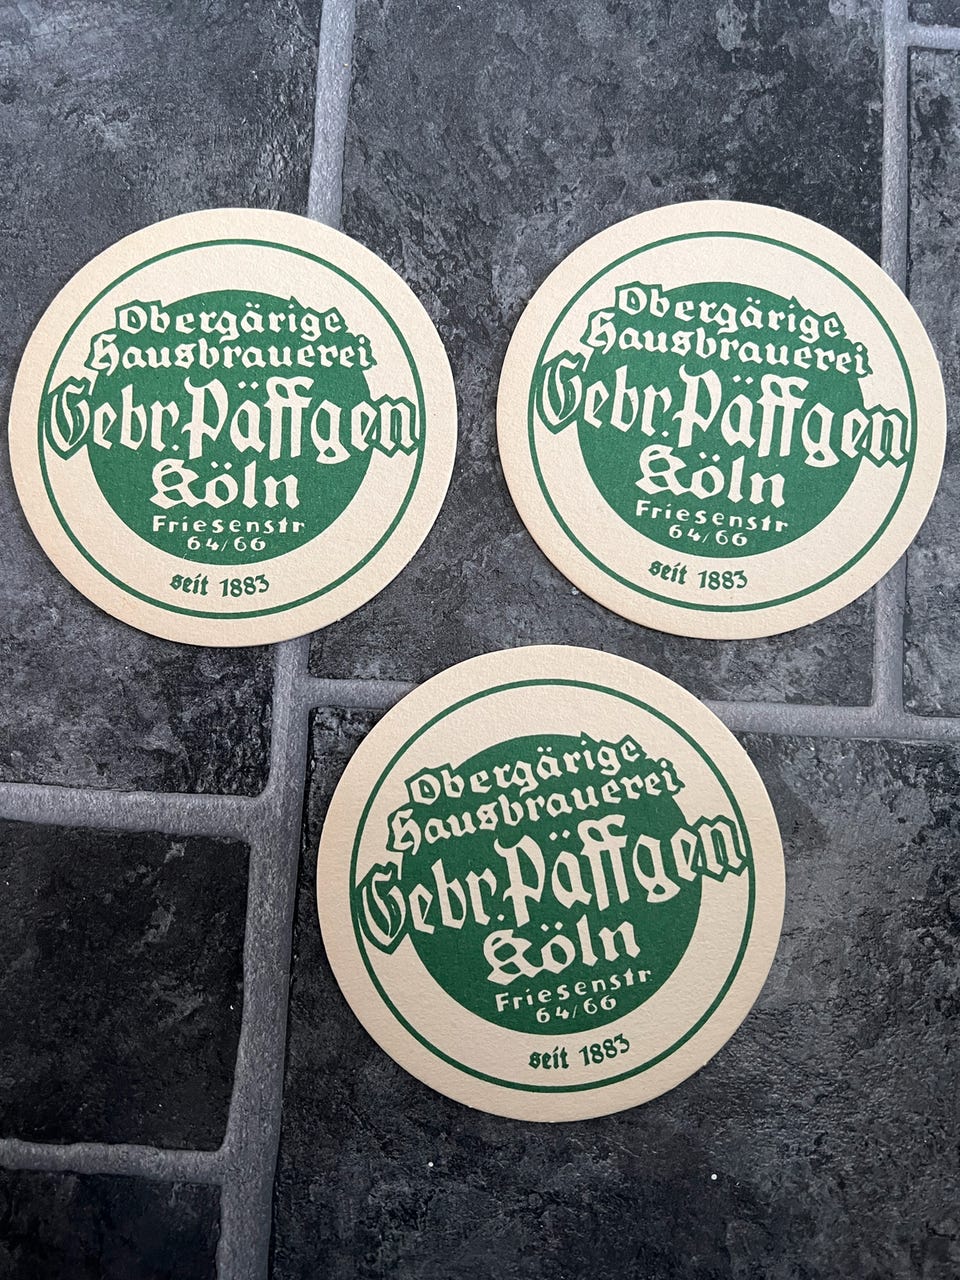 Obergärige
Hausbrauerei
Gebr. Päffgen
Köln
Friesenstr
64/66
seit 1883
Obergärige
Hausbrauerei
Gebr. Päffgen
Köln
Friesenstr
64/66
seit 1883
Obergärige
Hausbrauerei
Gebr. Päffgen
Köln
Friesenstr
64/66
seit 1883